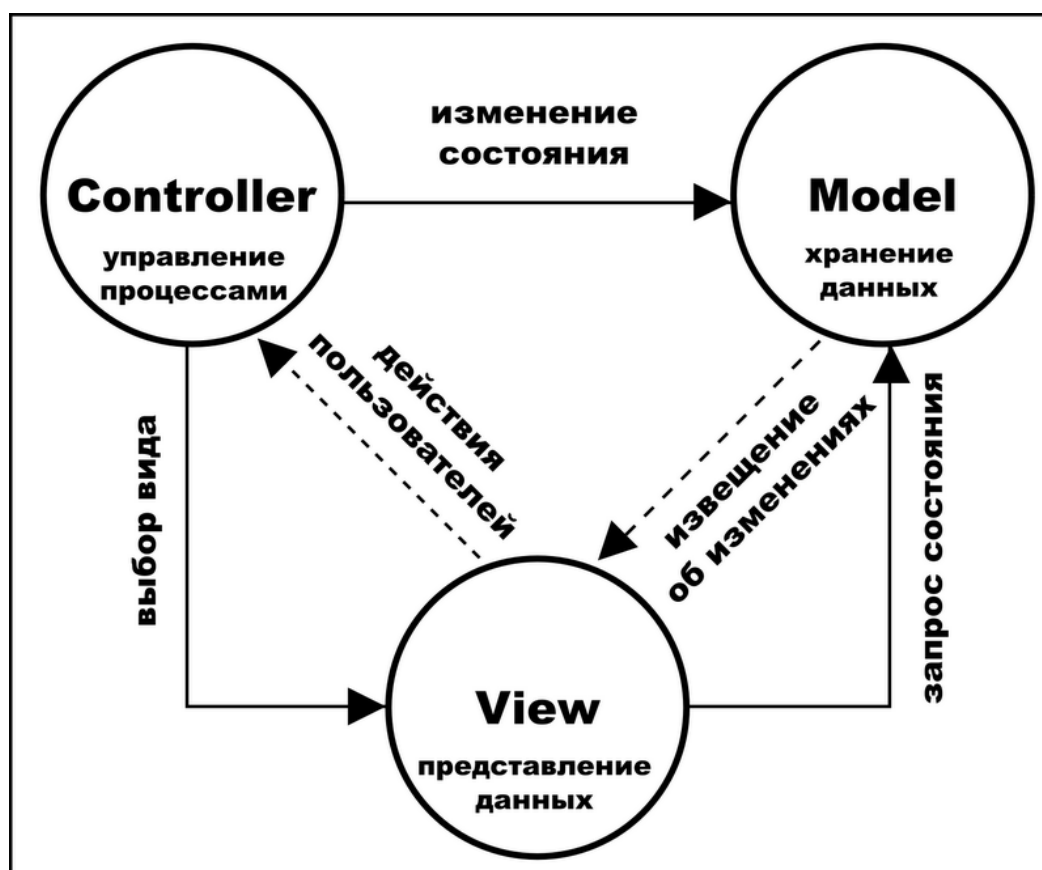 изменение
состояния
Controller
управление
процессами
Model
хранение
данных
действия
пользователей
извещение
об изменениях
выбор вида
запрос состояния
View
представление
данных